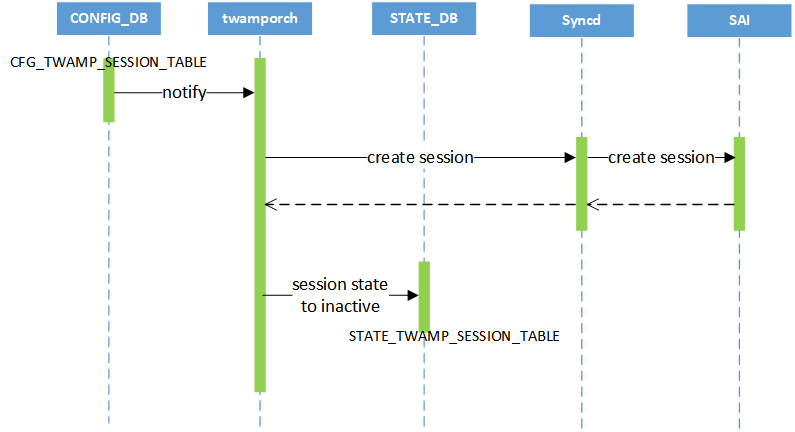 CONFIG_DB
twamporch
STATE_DB
Syncd
SAI
CFG_TWAMP_SESSION_TABLE
notify
create session
create session
session state
to inactive
STATE_TWAMP_SESSION_TABLE